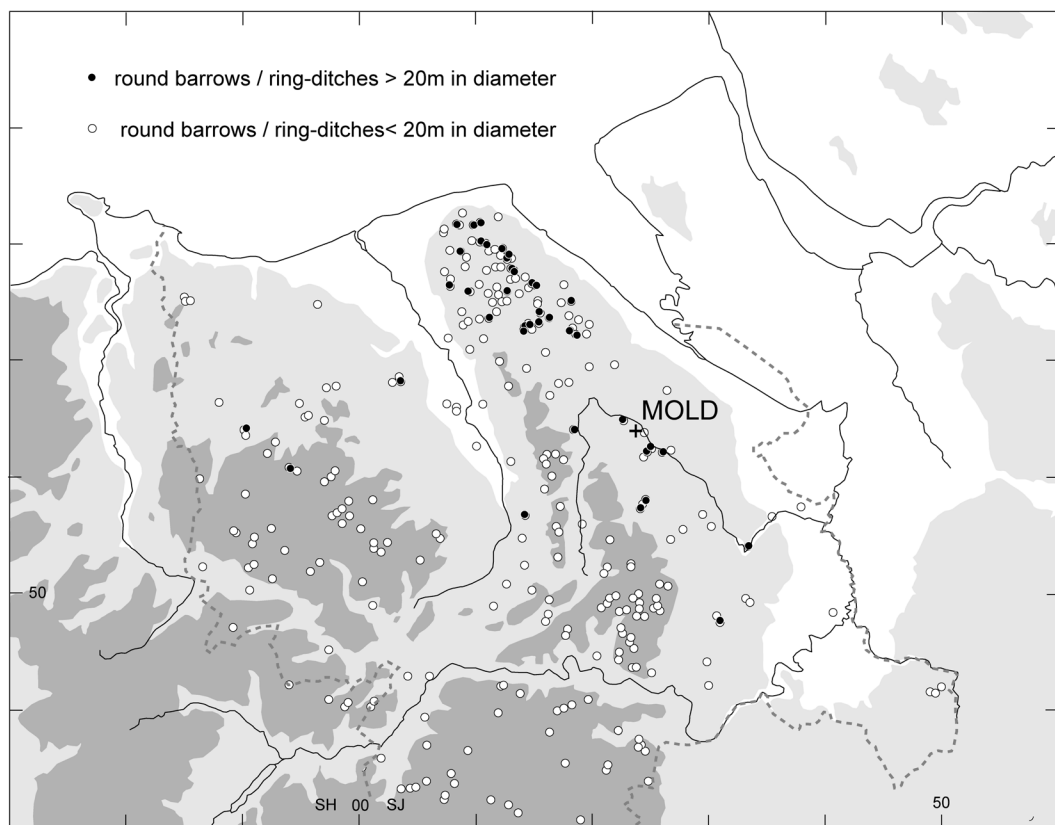 round barrows / ring-ditches > 20m in diameter
round barrows / ring-ditches< 20m in diameter
MOLD
50
SH 00 SJ
50